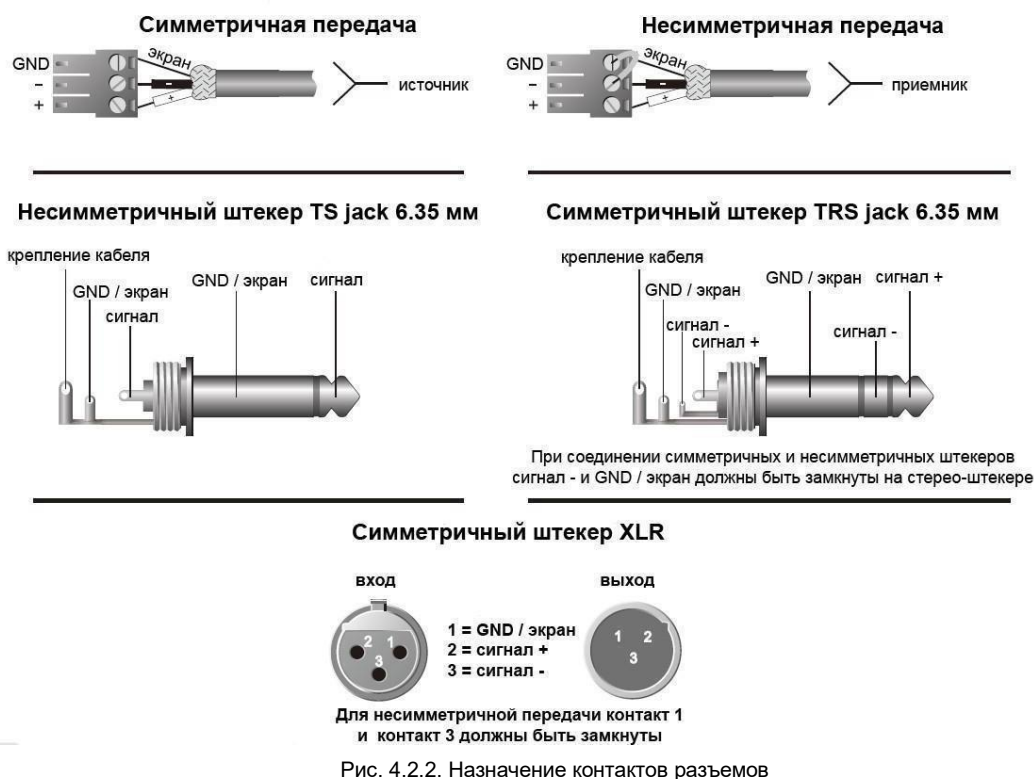 Симметричная передача
GND
–
+
экран
-
+
источник
Несимметричная передача
GND
–
+
экран
-
+
приемник
Несимметричный штекер TS jack 6.35 мм
крепление кабеля
GND / экран
сигнал
GND / экран
сигнал
Симметричный штекер TRS jack 6.35 мм
крепление кабеля
GND / экран
сигнал -
сигнал +
GND / экран
сигнал +
сигнал -
При соединении симметричных и несимметричных штекеров
сигнал - и GND / экран должны быть замкнуты на стерео-штекере
Симметричный штекер XLR
вход
2 1
3
1 = GND / экран
2 = сигнал +
3 = сигнал -
выход
1 2
3
Для несимметричной передачи контакт 1
и контакт 3 должны быть замкнуты
Рис. 4.2.2. Назначение контактов разъемов